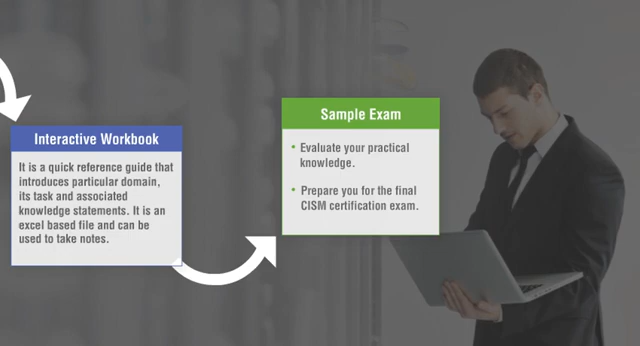 Interactive Workbook
It is a quick reference guide that
introduces particular domain,
its task and associated
knowledge statements. It is an
excel based file and can be
used to take notes.
Sample Exam
• Evaluate your practical
knowledge.
• Prepare you for the final
CISM certification exam.